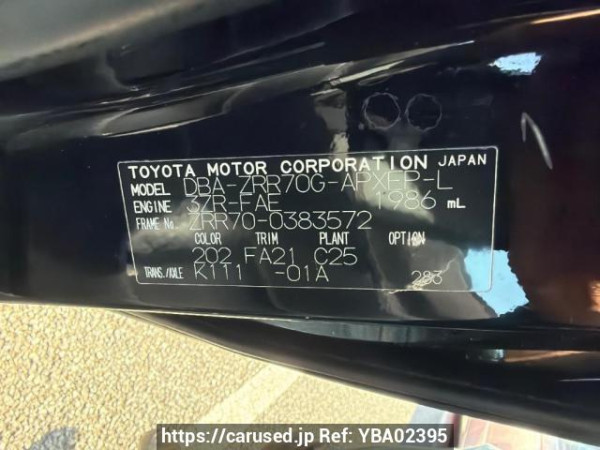 TOYOTA MOTOR CORPORATION JAPAN
MODEL DBA-ZRR70G-APXEP-L
ENGINE 3ZR-FAE 1986 mL
FRAME No. ZRR70-0383572
COLOR TRIM PLANT OPTION
202 FA21 C25
TRANS./AXLE K111 -01A 283
https://carused.jp Ref: YBA02395